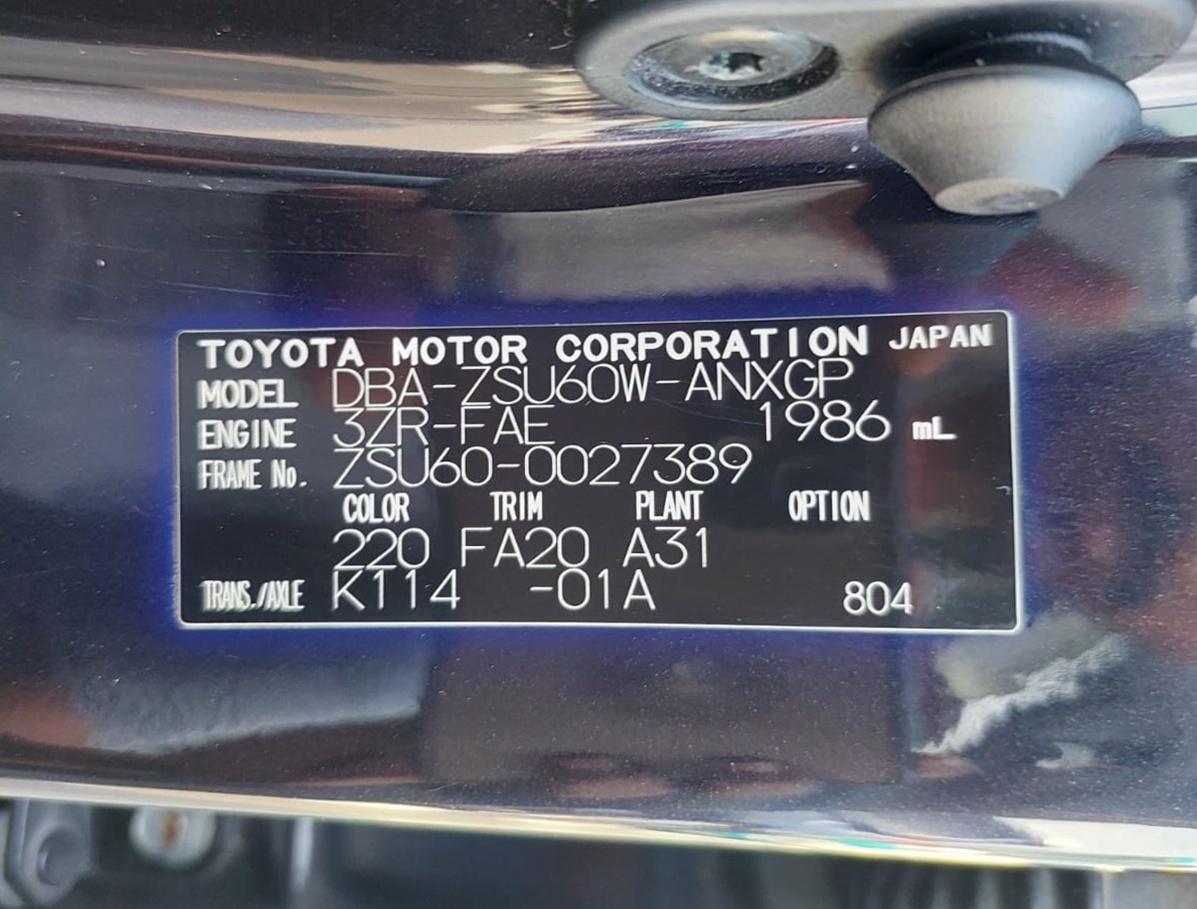 TOYOTA MOTOR CORPORATION JAPAN
MODEL DBA-ZSU60W-ANXGP
ENGINE 3ZR-FAE 1986 mL
FRAME No. ZSU60-0027389
COLOR TRIM PLANT OPTION
220 FA20 A31
TRANS./AXLE K114 -01A 804